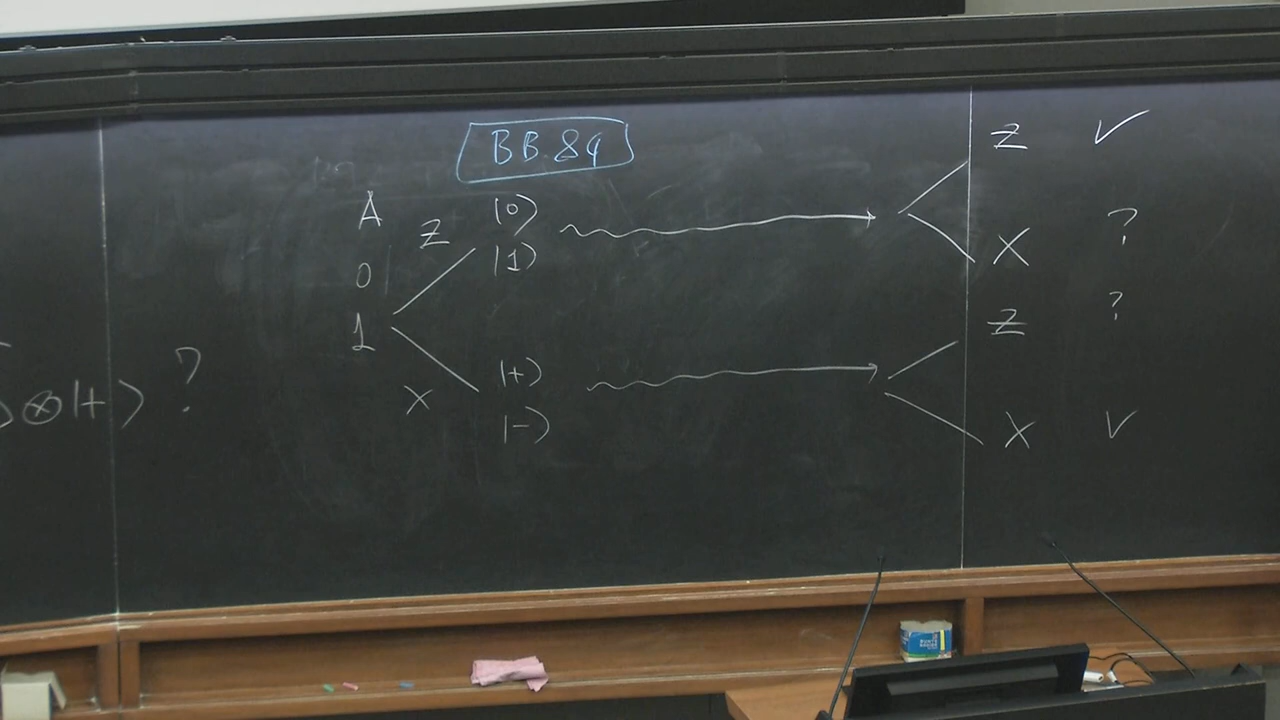 BB84
A Z |0⟩ Z ✓
0 |1⟩ X ?
1 Z ?
⟩⊗|+⟩ ?
X |+⟩ X ✓
|−⟩